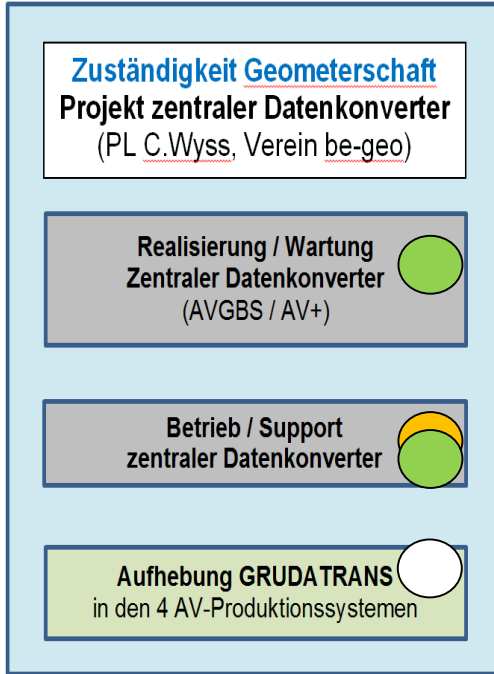 Zuständigkeit Geometerschaft
Projekt zentraler Datenkonverter
(PL C.Wyss, Verein be-geo)
Realisierung / Wartung
Zentraler Datenkonverter
(AVGBS / AV+)
Betrieb / Support
zentraler Datenkonverter
Aufhebung GRUDATRANS
in den 4 AV-Produktionssystemen